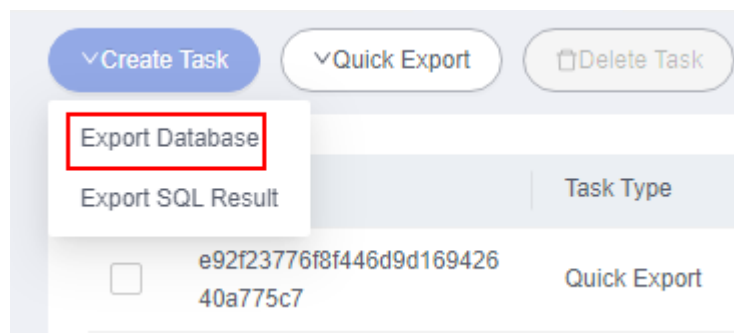 Create Task Quick Export Delete Task
Export Database
Export SQL Result
Task Type
e92f23776f8f446d9d169426
40a775c7
Quick Export